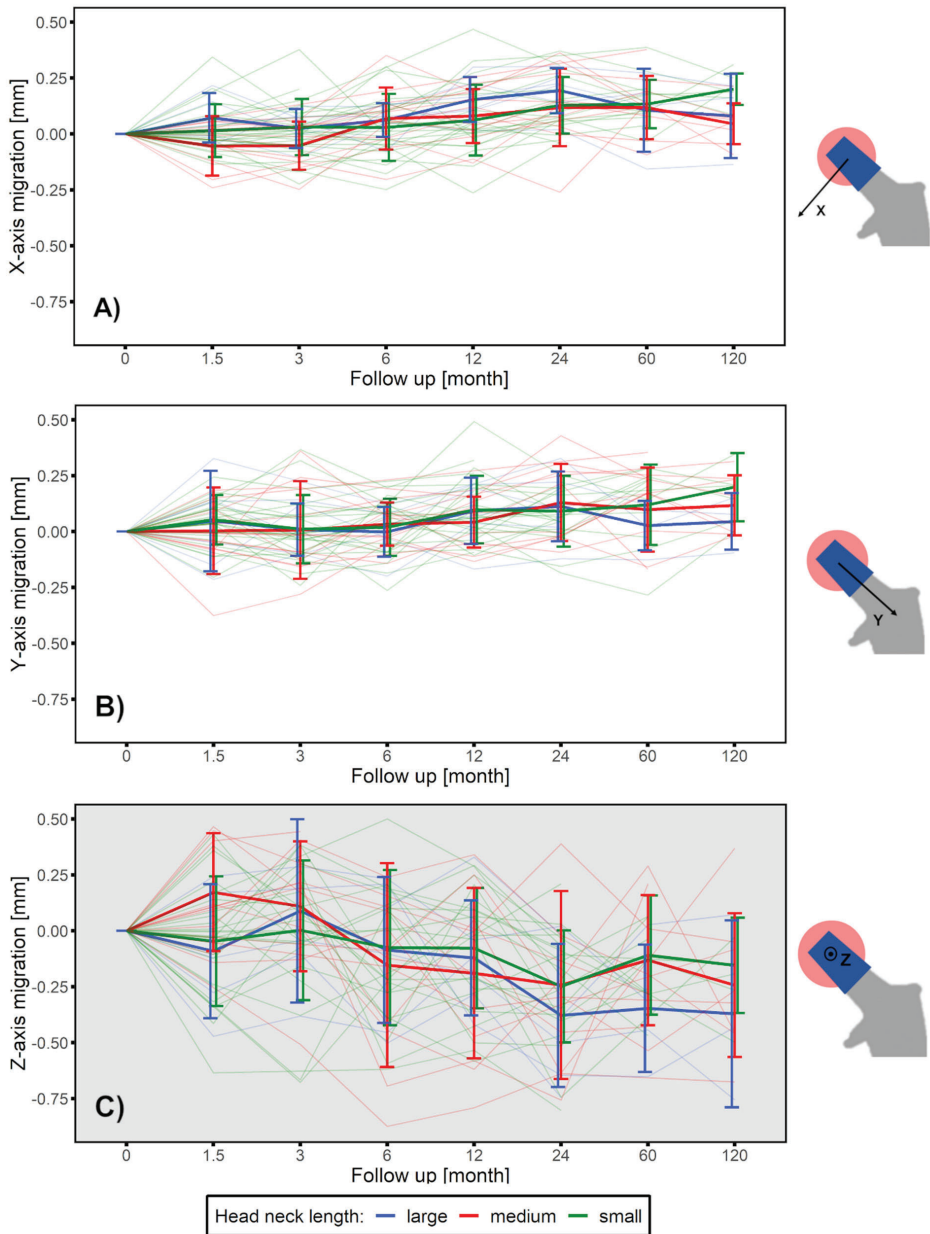 0.50
0.25
0.00
-0.25
-0.50
-0.75
X-axis migration [mm]
A)
0 1.5 3 6 12 24 60 120
Follow up [month]
X
0.50
0.25
0.00
-0.25
-0.50
-0.75
Y-axis migration [mm]
B)
0 1.5 3 6 12 24 60 120
Follow up [month]
Y
0.50
0.25
0.00
-0.25
-0.50
-0.75
Z-axis migration [mm]
C)
0 1.5 3 6 12 24 60 120
Follow up [month]
Z
Head neck length: large medium small